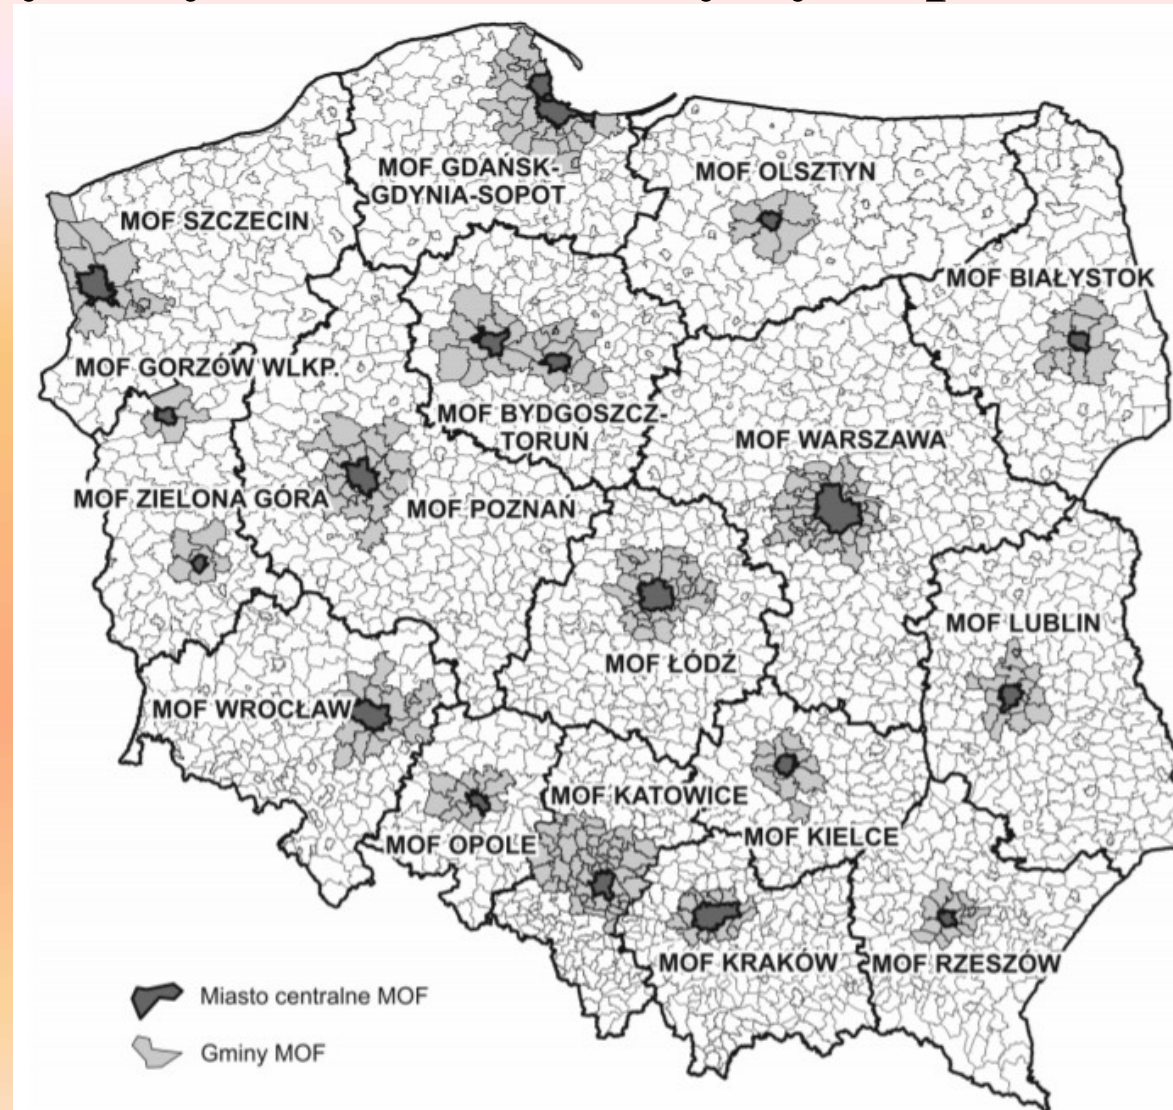 MOF GDAŃSK-
GDYNIA-SOPOT
MOF OLSZTYN
MOF SZCZECIN
MOF BIAŁYSTOK
MOF GORZÓW WLKP.
MOF BYDGOSZCZ-
TORUŃ
MOF WARSZAWA
MOF ZIELONA GÓRA
MOF POZNAŃ
MOF LUBLIN
MOF ŁÓDŹ
MOF WROCŁAW
MOF KATOWICE
MOF OPOLE
MOF KIELCE
MOF KRAKÓW
MOF RZESZÓW
Miasto centralne MOF
Gminy MOF